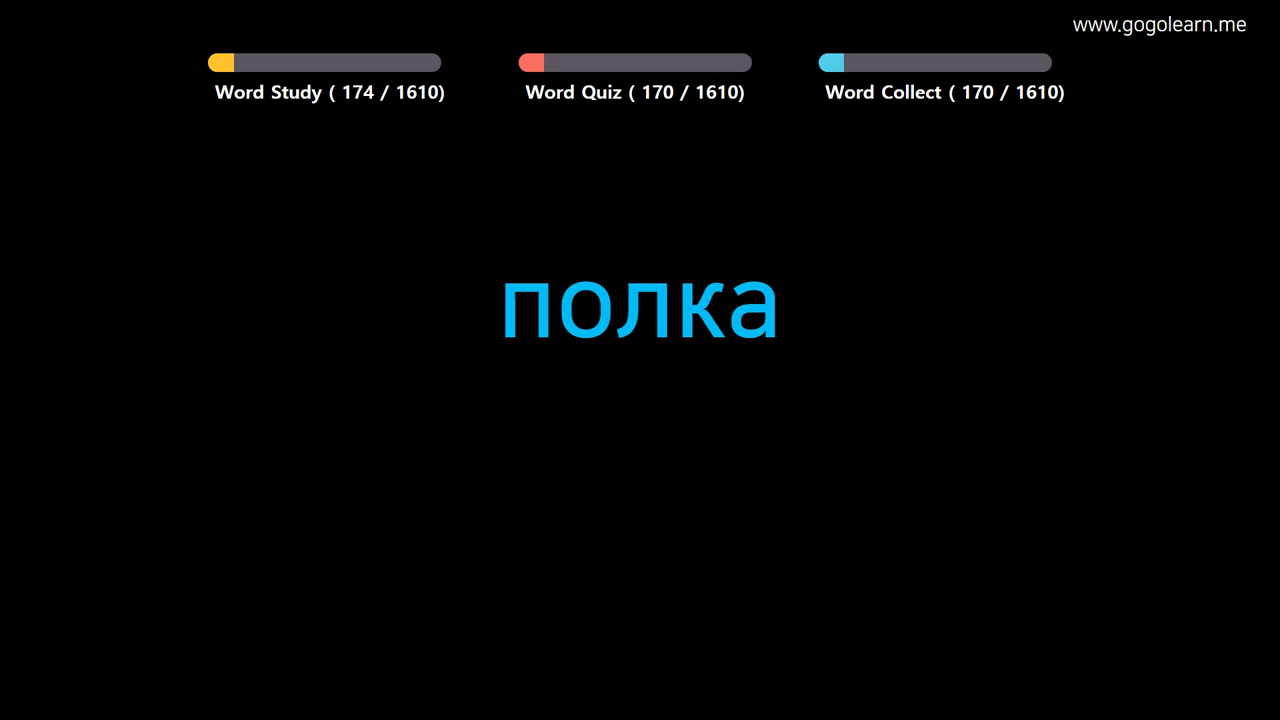 www.gogolearn.me
Word Study ( 174 / 1610)
Word Quiz ( 170 / 1610)
Word Collect ( 170 / 1610)
полка